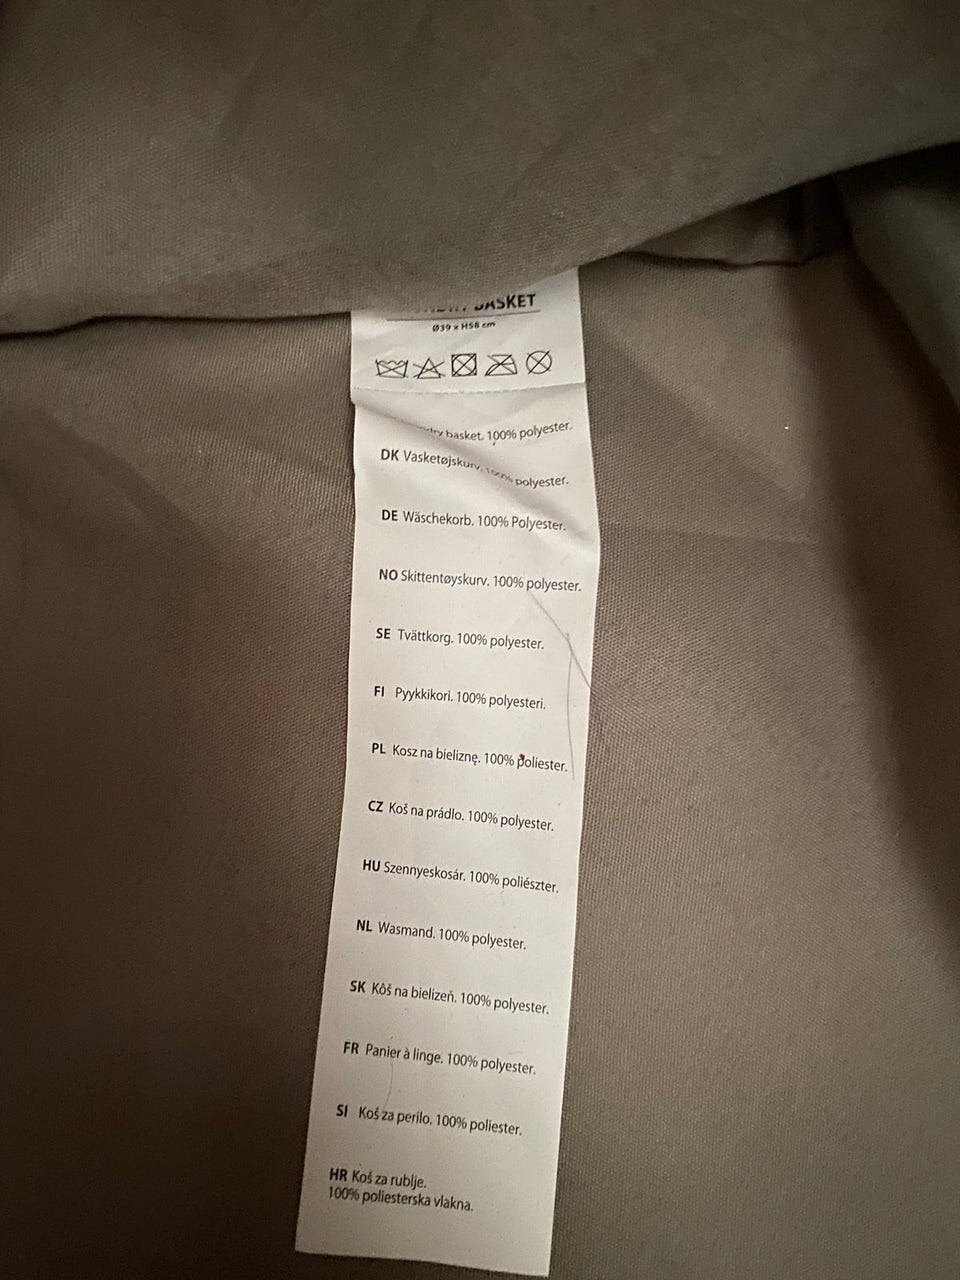 BASKET
Ø39 x H58 cm
basket. 100% polyester.
DK Vasketøjskurv. 100% polyester.
DE Wäschekorb. 100% Polyester.
NO Skittentøyskurv. 100% polyester.
SE Tvättkorg. 100% polyester.
FI Pyykkikori. 100% polyesteri.
PL Kosz na bieliznę. 100% poliester.
CZ Koš na prádlo. 100% polyester.
HU Szennyeskosár. 100% poliészter.
NL Wasmand. 100% polyester.
SK Kôš na bielizeň. 100% polyester.
FR Panier à linge. 100% polyester.
SI Koš za perilo. 100% poliester.
HR Koš za rublje.
100% poliesterska vlakna.